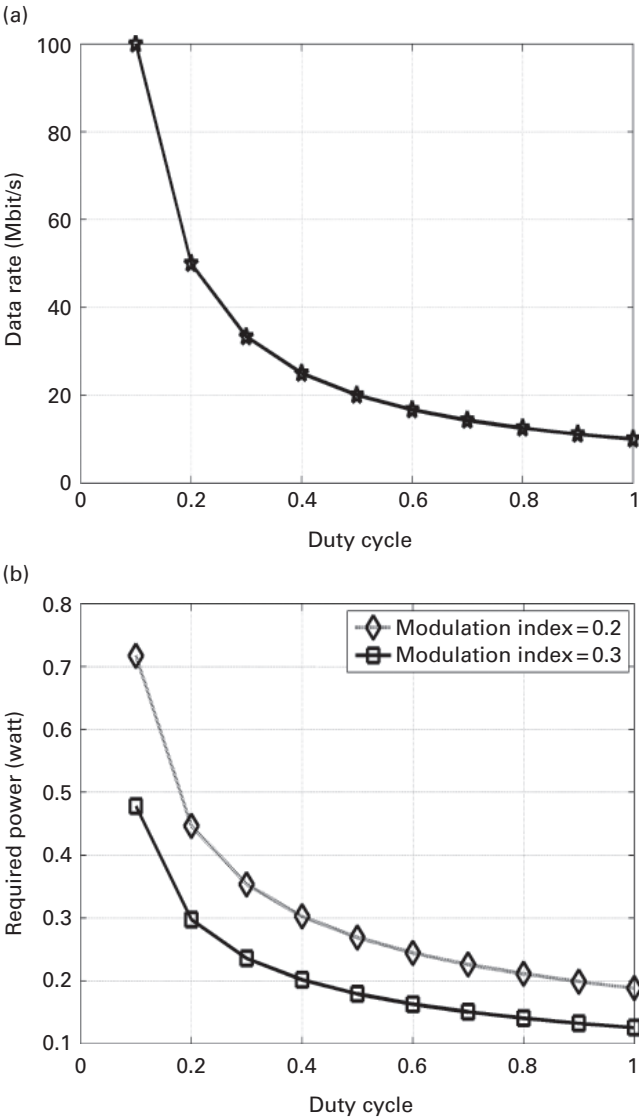 (a)
100
80
60
40
20
0
Data rate (Mbit/s)
0 0.2 0.4 0.6 0.8 1
Duty cycle
(b)
0.8
0.7
0.6
0.5
0.4
0.3
0.2
0.1
Required power (watt)
Modulation index=0.2
Modulation index=0.3
0 0.2 0.4 0.6 0.8 1
Duty cycle